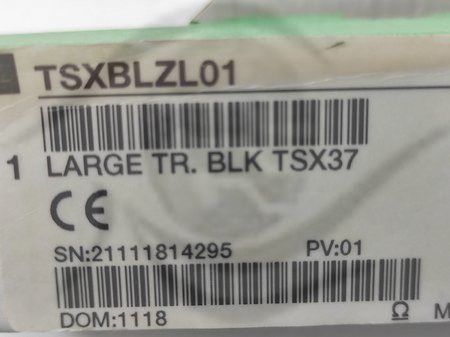 TSXBLZL01
1 LARGE TR. BLK TSX37
CE
SN:21111814295 PV:01
DOM:1118 Ω M